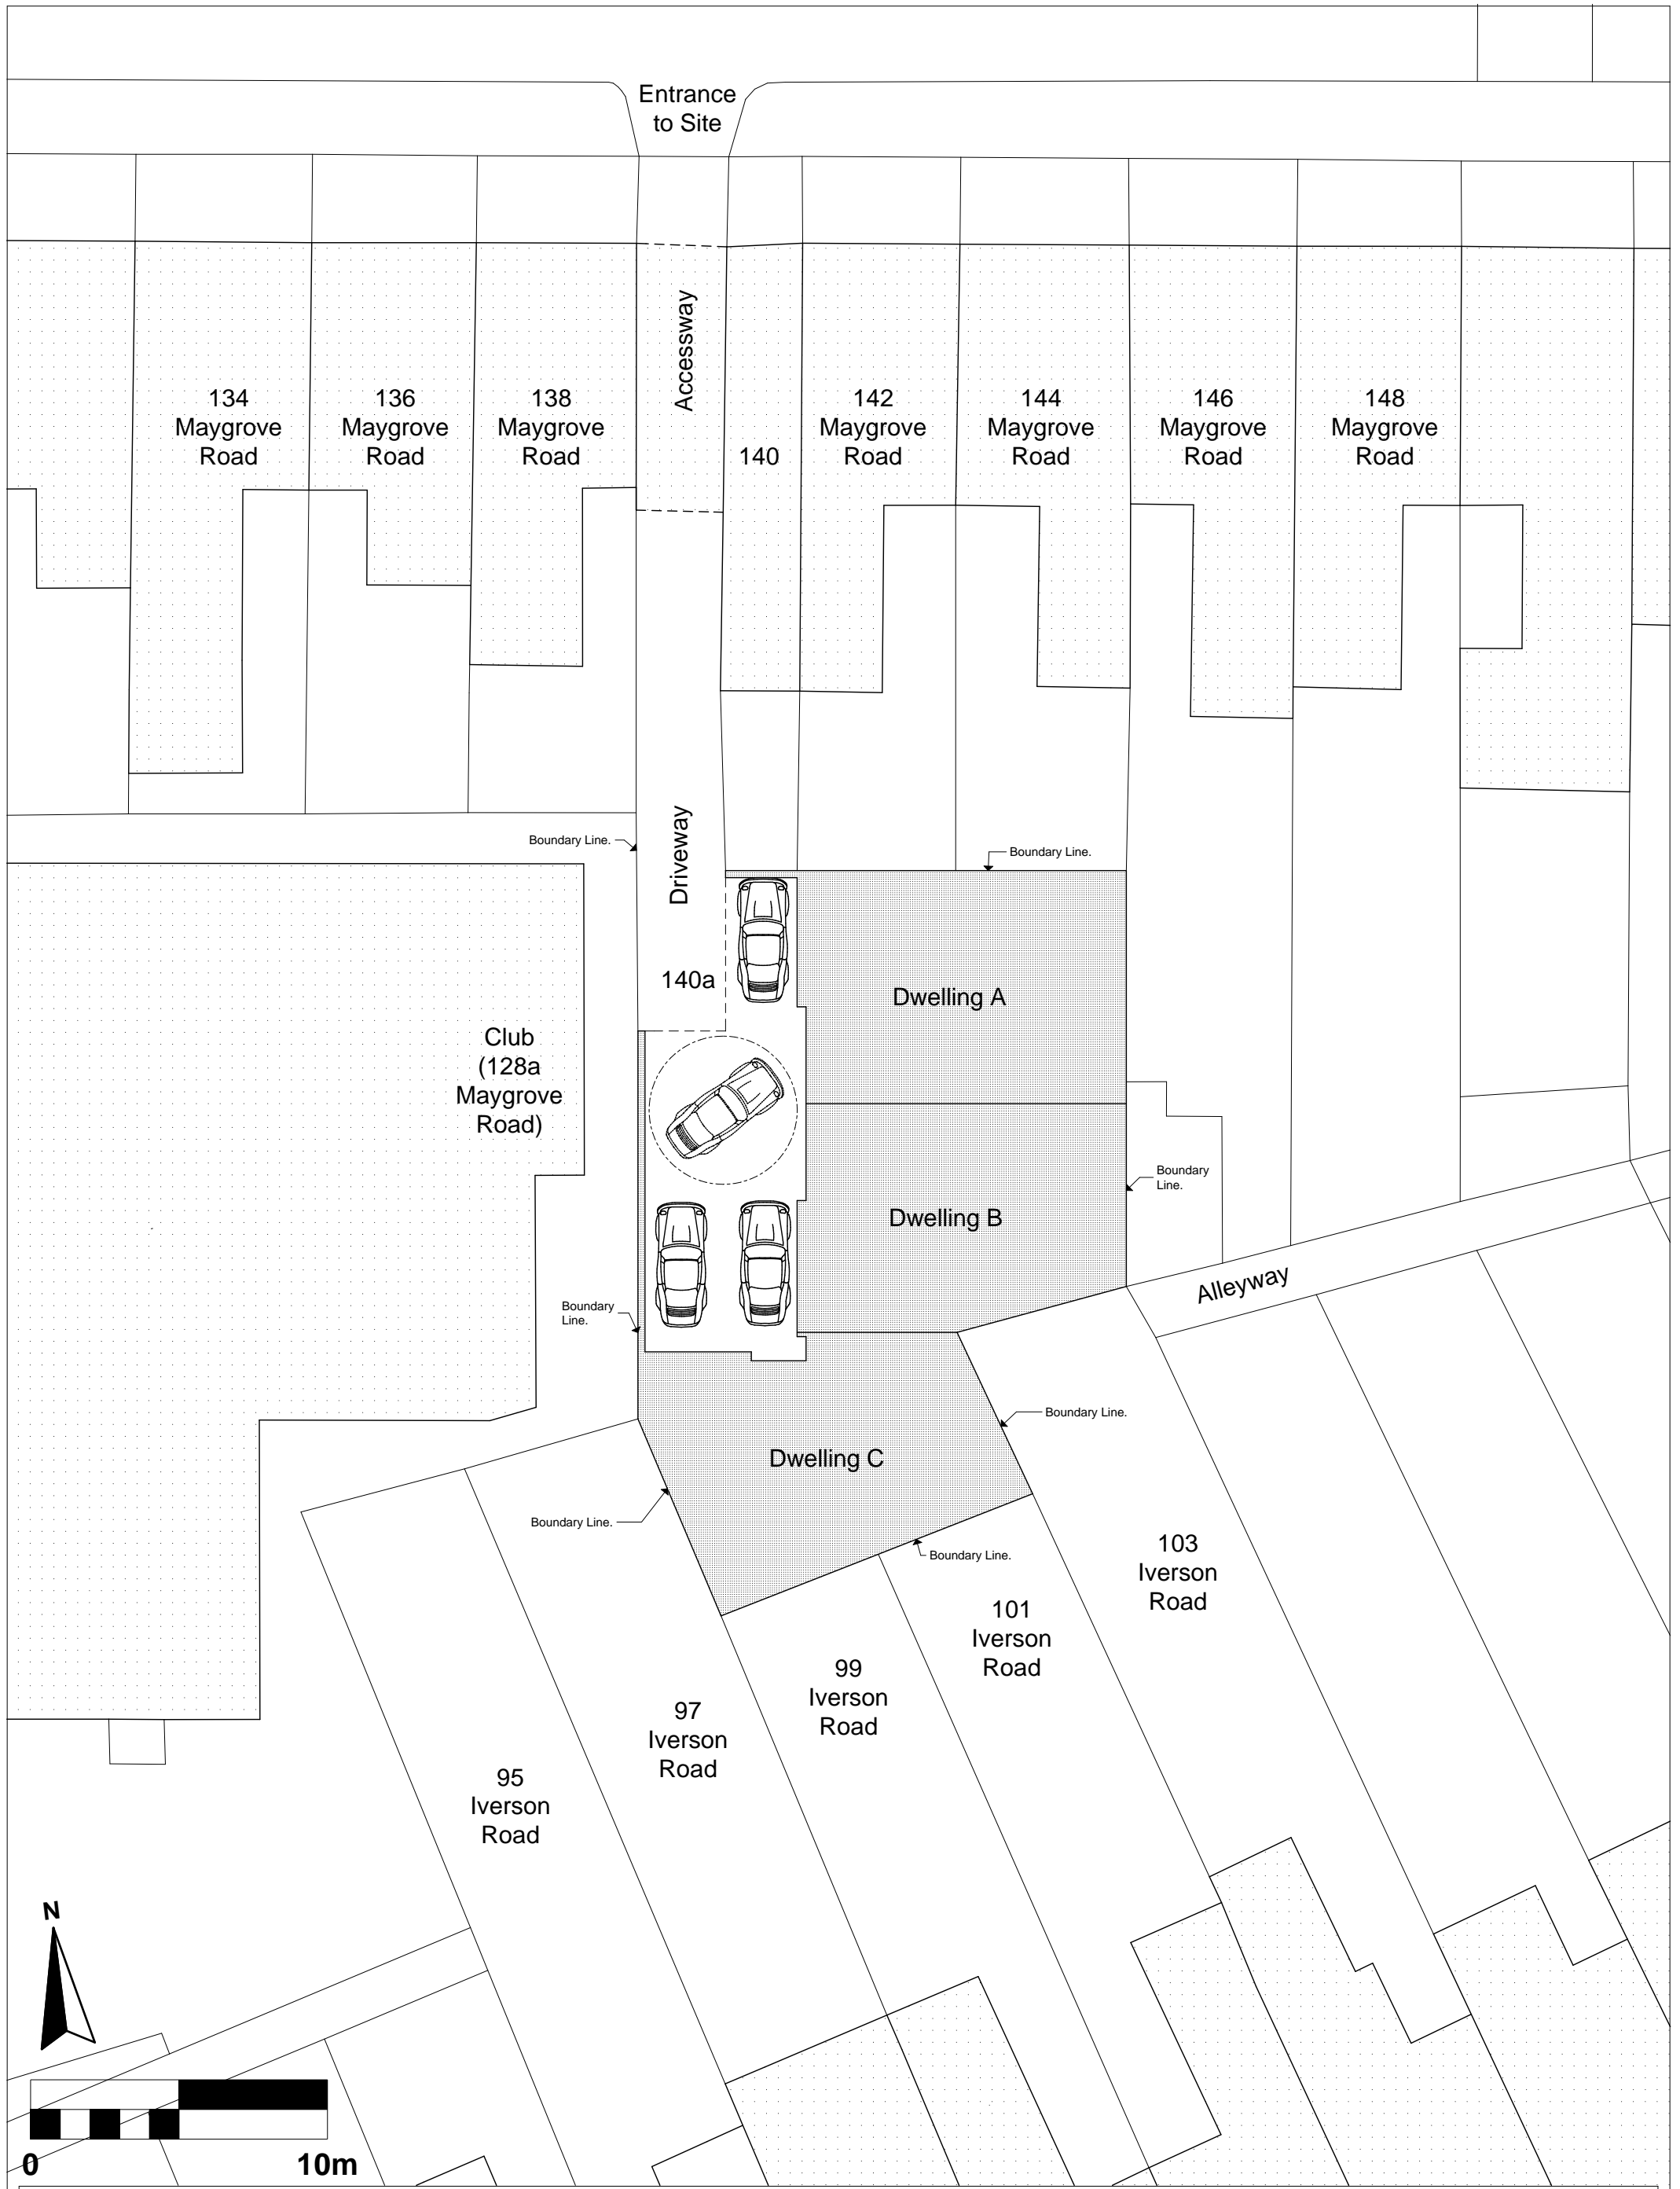 Entrance
to Site
Accessway
134
Maygrove
Road
136
Maygrove
Road
138
Maygrove
Road
140
142
Maygrove
Road
144
Maygrove
Road
146
Maygrove
Road
148
Maygrove
Road
Boundary Line.
Driveway
Boundary Line.
140a
Dwelling A
Club
(128a
Maygrove
Road)
Boundary
Line.
Dwelling B
Alleyway
Boundary
Line.
Boundary Line.
Dwelling C
Boundary Line.
Boundary Line.
103
Iverson
Road
101
Iverson
Road
99
Iverson
Road
97
Iverson
Road
95
Iverson
Road
N
0 10m